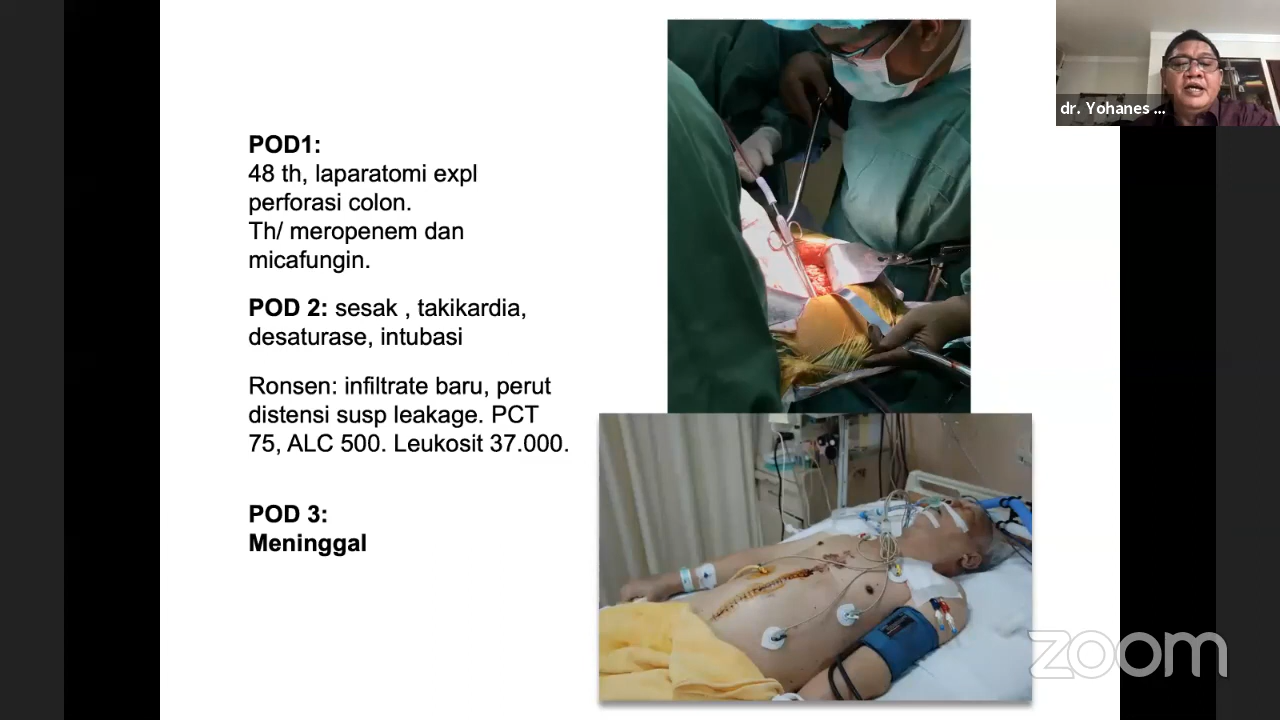 dr. Yohanes ...
POD1:
48 th, laparatomi expl
perforasi colon.
Th/ meropenem dan
micafungin.
POD 2: sesak , takikardia,
desaturase, intubasi
Ronsen: infiltrate baru, perut
distensi susp leakage. PCT
75, ALC 500. Leukosit 37.000.
POD 3:
Meninggal
zoom